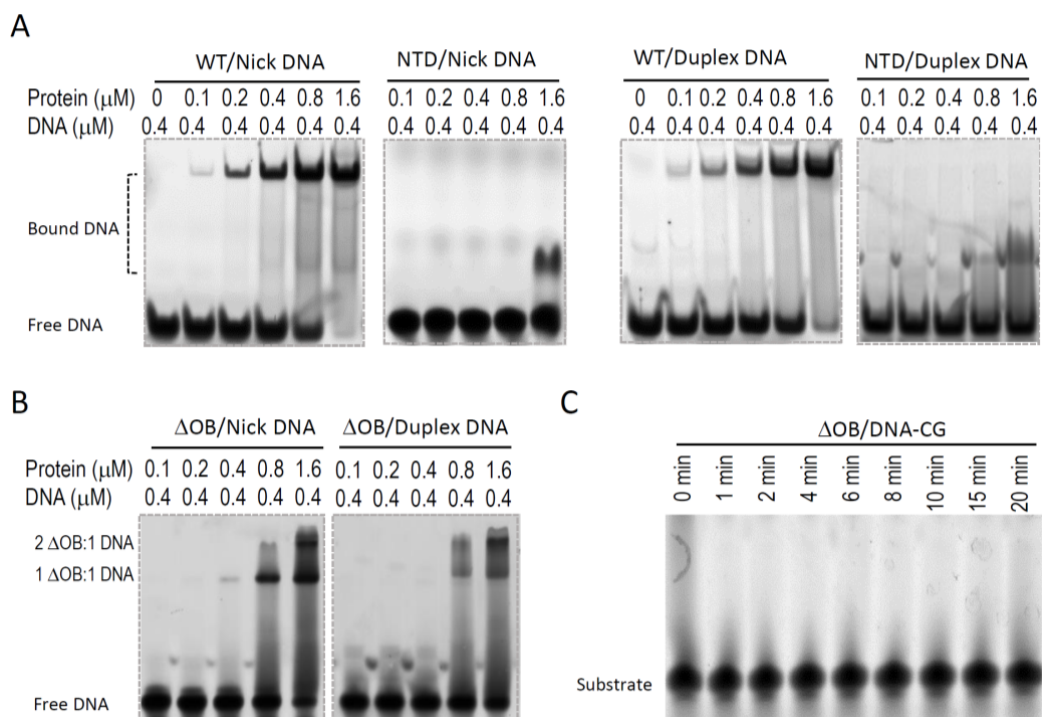 A
WT/Nick DNA NTD/Nick DNA WT/Duplex DNA NTD/Duplex DNA
Protein (μM) 0 0.1 0.2 0.4 0.8 1.6 0.1 0.2 0.4 0.8 1.6 0 0.1 0.2 0.4 0.8 1.6 0.1 0.2 0.4 0.8 1.6
DNA (μM) 0.4 0.4 0.4 0.4 0.4 0.4 0.4 0.4 0.4 0.4 0.4 0.4 0.4 0.4 0.4 0.4 0.4 0.4 0.4 0.4 0.4 0.4
Bound DNA
Free DNA
B
ΔOB/Nick DNA ΔOB/Duplex DNA
Protein (μM) 0.1 0.2 0.4 0.8 1.6 0.1 0.2 0.4 0.8 1.6
DNA (μM) 0.4 0.4 0.4 0.4 0.4 0.4 0.4 0.4 0.4 0.4
2 ΔOB:1 DNA
1 ΔOB:1 DNA
Free DNA
C
ΔOB/DNA-CG
0 min 1 min 2 min 4 min 6 min 8 min 10 min 15 min 20 min
Substrate